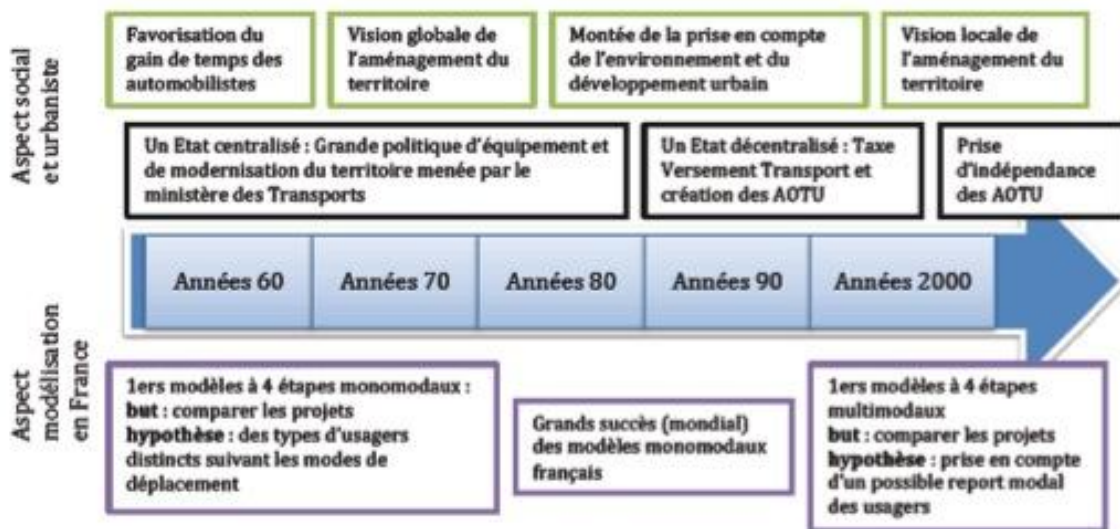 Aspect social
et urbaniste
Favorisation du
gain de temps des
automobilistes
Vision globale de
l'aménagement du
territoire
Montée de la prise en compte
de l'environnement et du
développement urbain
Vision locale de
l'aménagement du
territoire
Un Etat centralisé : Grande politique d'équipement et
de modernisation du territoire menée par le
ministère des Transports
Un Etat décentralisé : Taxe
Versement Transport et
création des AOTU
Prise
d'indépendance
des AOTU
Années 60
Années 70
Années 80
Années 90
Années 2000
Aspect
modélisation
en France
1ers modèles à 4 étapes monomodaux :
but : comparer les projets
hypothèse : des types d'usagers
distincts suivant les modes de
déplacement
Grands succès (mondial)
des modèles monomodaux
français
1ers modèles à 4 étapes
multimodaux
but : comparer les projets
hypothèse : prise en compte
d'un possible report modal
des usagers